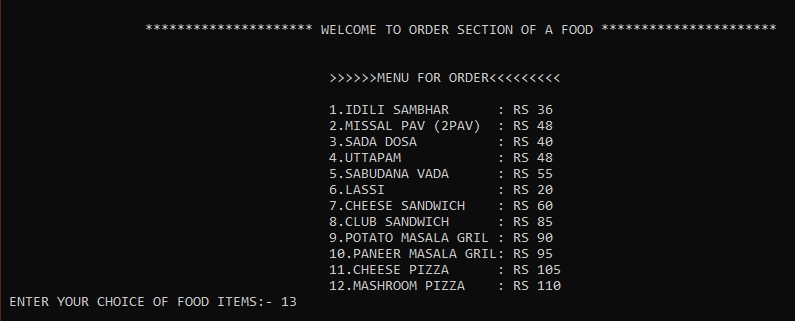 ********************* WELCOME TO ORDER SECTION OF A FOOD **********************
>>>>>>MENU FOR ORDER<<<<<<<<<
1.IDILI SAMBHAR : RS 36
2.MISSAL PAV (2PAV) : RS 48
3.SADA DOSA : RS 40
4.UTTAPAM : RS 48
5.SABUDANA VADA : RS 55
6.LASSI : RS 20
7.CHEESE SANDWICH : RS 60
8.CLUB SANDWICH : RS 85
9.POTATO MASALA GRIL : RS 90
10.PANEER MASALA GRIL: RS 95
11.CHEESE PIZZA : RS 105
12.MASHROOM PIZZA : RS 110
ENTER YOUR CHOICE OF FOOD ITEMS:- 13